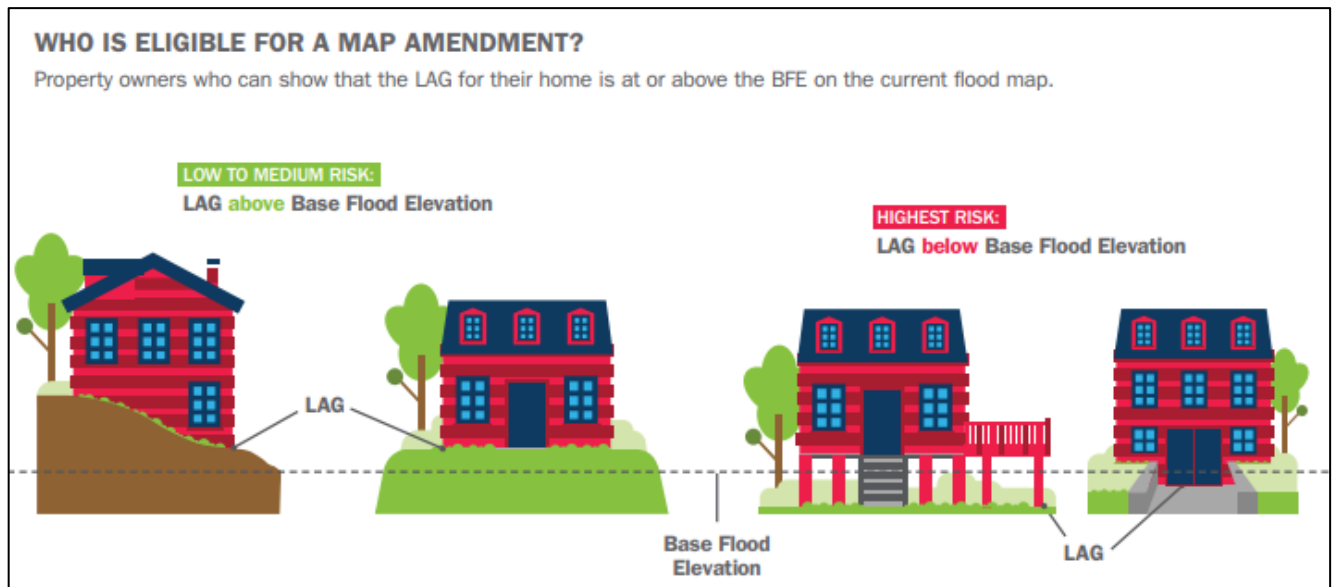 WHO IS ELIGIBLE FOR A MAP AMENDMENT?
Property owners who can show that the LAG for their home is at or above the BFE on the current flood map.
LOW TO MEDIUM RISK:
LAG above Base Flood Elevation
HIGHEST RISK:
LAG below Base Flood Elevation
LAG
Base Flood
Elevation
LAG